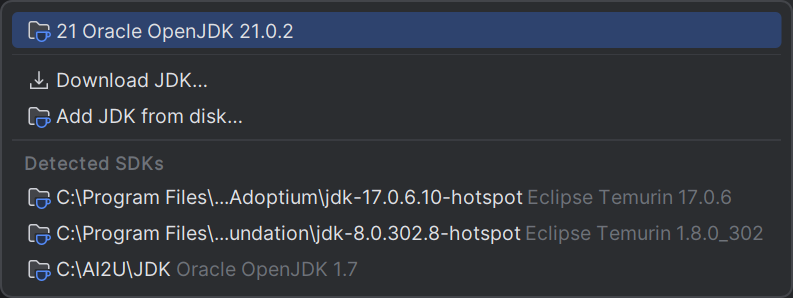 21 Oracle OpenJDK 21.0.2
Download JDK...
Add JDK from disk...
Detected SDKs
C:\Program Files\...Adoptium\jdk-17.0.6.10-hotspot Eclipse Temurin 17.0.6
C:\Program Files\...undation\jdk-8.0.302.8-hotspot Eclipse Temurin 1.8.0_302
C:\AI2U\JDK Oracle OpenJDK 1.7